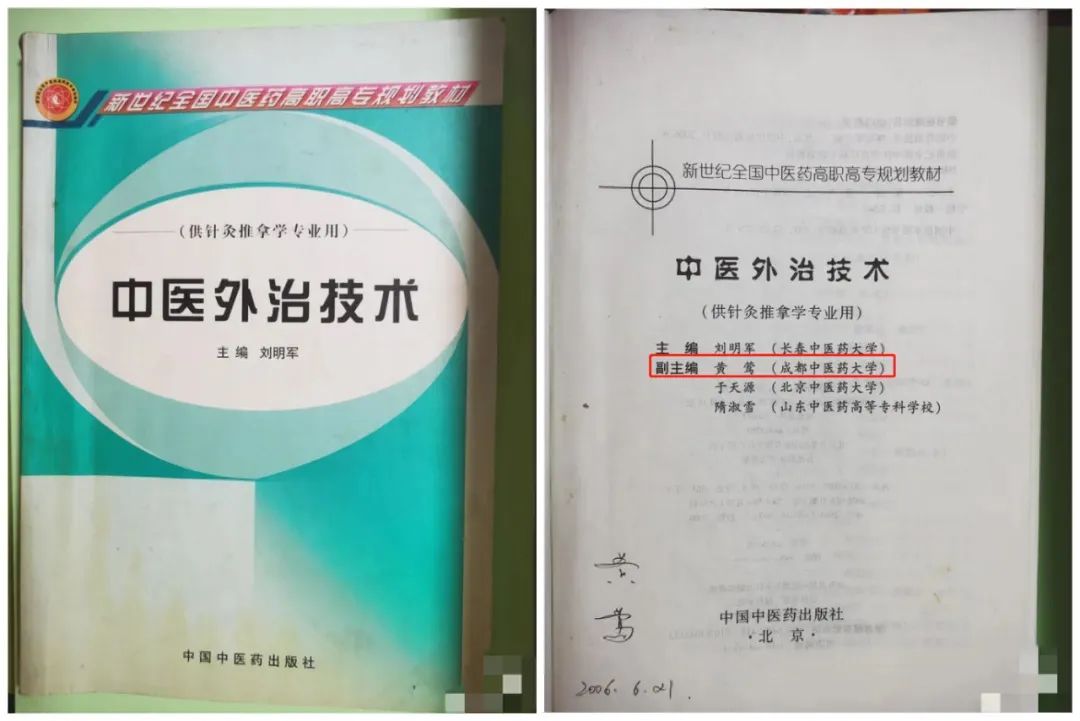 新世纪全国中医药高职高专规划教材
（供针灸推拿学专业用）
中医外治技术
主 编 刘明军
中国中医药出版社
新世纪全国中医药高职高专规划教材
中医外治技术
（供针灸推拿学专业用）
主 编 刘明军 （长春中医药大学）
副主编 黄 莺 （成都中医药大学）
于天源 （北京中医药大学）
隋淑雪 （山东中医药高等专科学校）
黄
莺
中国中医药出版社
·北 京·
2006. 6. 21.